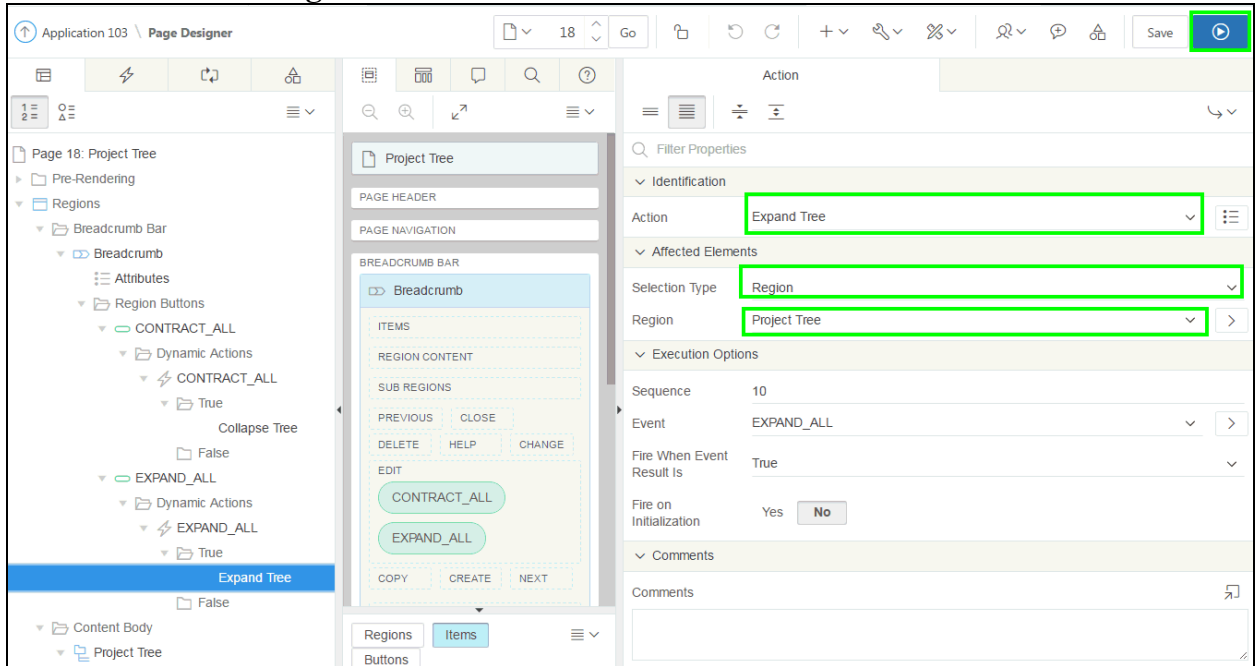 Application 103 \ Page Designer
18
Go
Save
Action
Filter Properties
Page 18: Project Tree
Pre-Rendering
Regions
Breadcrumb Bar
Breadcrumb
Attributes
Region Buttons
CONTRACT_ALL
Dynamic Actions
CONTRACT_ALL
True
Collapse Tree
False
EXPAND_ALL
Dynamic Actions
EXPAND_ALL
True
Expand Tree
False
Content Body
Project Tree
Project Tree
PAGE HEADER
PAGE NAVIGATION
BREADCRUMB BAR
Breadcrumb
ITEMS
REGION CONTENT
SUB REGIONS
PREVIOUS CLOSE
DELETE HELP CHANGE
EDIT
CONTRACT_ALL
EXPAND_ALL
COPY CREATE NEXT
Regions Items
Buttons
Identification
Action Expand Tree
Affected Elements
Selection Type Region
Region Project Tree
Execution Options
Sequence 10
Event EXPAND_ALL
Fire When Event
Result Is True
Fire on
Initialization Yes No
Comments
Comments